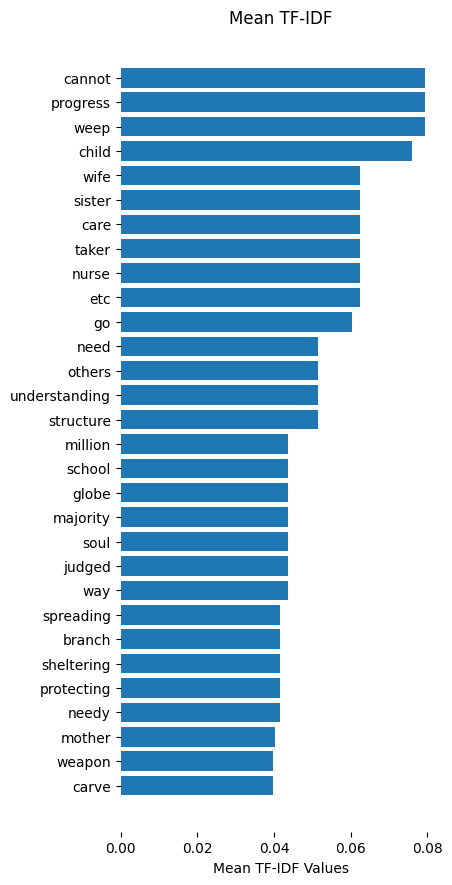 Mean TF-IDF
cannot
progress
weep
child
wife
sister
care
taker
nurse
etc
go
need
others
understanding
structure
million
school
globe
majority
soul
judged
way
spreading
branch
sheltering
protecting
needy
mother
weapon
carve
0.00 0.02 0.04 0.06 0.08
Mean TF-IDF Values